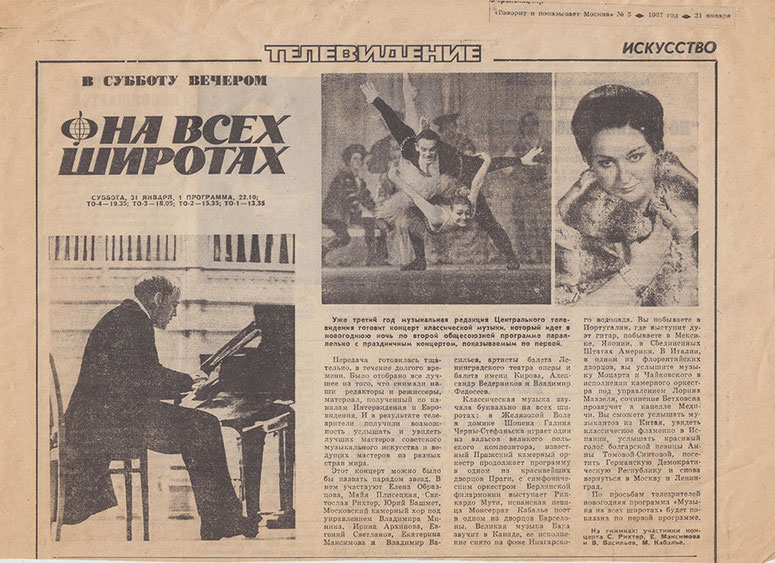 «Говорит и показывает Москва» № 5 1987 год 21 января
ТЕЛЕВИДЕНИЕ
ИСКУССТВО
В СУББОТУ ВЕЧЕРОМ
НА ВСЕХ
ШИРОТАХ
СУББОТА, 31 ЯНВАРЯ, 1 ПРОГРАММА, 22.10;
ТО-4—19.35; ТО-3—18.05; ТО-2—15.35; ТО-1—13.35
Уже третий год музыкальная редакция Центрального теле-
видения готовит концерт классической музыки, который идет в
новогоднюю ночь по второй общесоюзной программе парал-
лельно с праздничным концертом, показываемым по первой.
Передача готовилась тща-
тельно, в течение долгого вре-
мени. Было отобрано все луч-
шее из того, что снимали на-
ши редакторы и режиссеры,
материал, полученный по ка-
налам Интервидения и Евро-
видения. И в результате теле-
зрители получили возмож-
ность услышать и увидеть
лучших мастеров советского
музыкального искусства и ве-
дущих мастеров из разных
стран мира.
Этот концерт можно было
бы назвать парадом звезд. В
нем участвуют Елена Образ-
цова, Майя Плисецкая, Свя-
тослав Рихтер, Юрий Башмет,
Московский камерный хор под
управлением Владимира Ми-
нина, Ирина Архипова, Ев-
гений Светланов, Екатерина
Максимова и Владимир Ва-
сильев, артисты балета Ле-
нинградского театра оперы и
балета имени Кирова, Алек-
сандр Ведерников и Владимир
Федосеев.
Классическая музыка зву-
чала буквально на всех ши-
ротах: в Желязовой Воле
в домике Шопена Галина
Черны-Стефаньска играет один
из вальсов великого поль-
ского композитора, извест-
ный Пражский камерный ор-
кестр продолжает программу
в одном из красивейших
дворцов Праги, с симфониче-
ским оркестром Берлинской
филармонии выступает Рик-
кардо Мути, испанская певи-
ца Монсеррат Кабалье поет
в одном из дворцов Барсело-
ны. Великая музыка Баха
звучит в Канаде, ее исполне-
ние снято на фоне Ниагарско-
го водопада. Вы побываете в
Португалии, где выступит ду-
эт гитар, побываете в Мекси-
ке, Японии, в Соединенных
Штатах Америки. В Италии,
в одном из флорентийских
дворцов, вы услышите музы-
ку Моцарта и Чайковского в
исполнении камерного оркест-
ра под управлением Лорина
Маазеля, сочинение Бетховена
прозвучит в капелле Меди-
чи. Вы сможете услышать му-
зыкантов из Китая, увидеть
классическое фламенко в Ис-
пании, услышать красивый
голос болгарской певицы Ан-
ны Томовой-Синтовой, посе-
тить Германскую Демократи-
ческую Республику и снова
вернуться в Москву и Ленин-
град.
По просьбам телезрителей
новогодняя программа «Музы-
ка на всех широтах» будет по-
казана по первой программе.
На снимках: участники кон-
церта С. Рихтер, Е. Максимова
и В. Васильев, М. Кабалье.